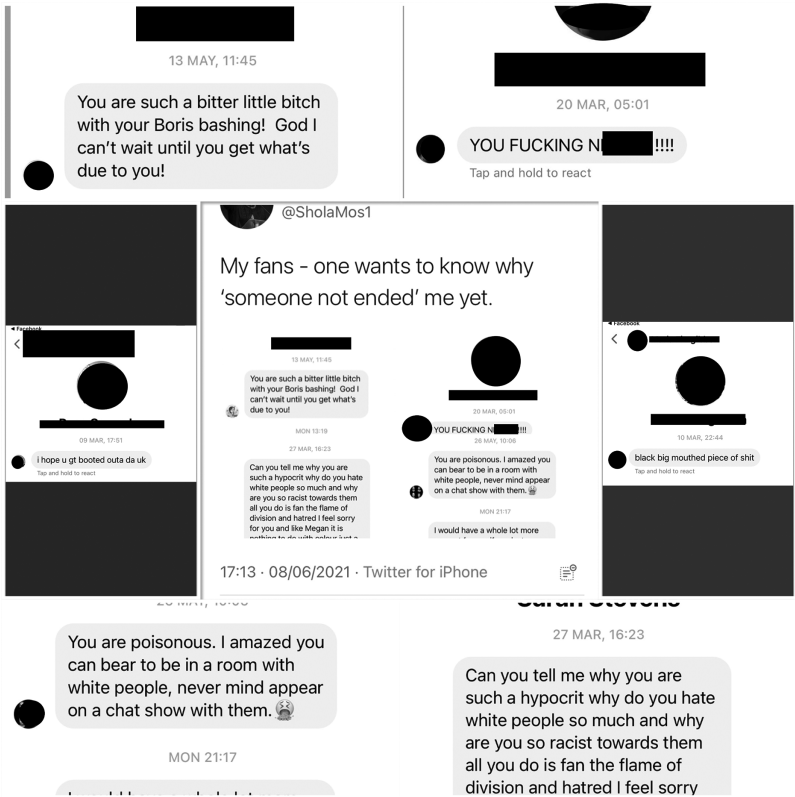 13 MAY, 11:45
You are such a bitter little bitch
with your Boris bashing!  God I
can't wait until you get what's
due to you!
20 MAR, 05:01
YOU FUCKING N !!!!
Tap and hold to react
Facebook
09 MAR, 17:51
i hope u gt booted outa da uk
Tap and hold to react
@SholaMos1
My fans - one wants to know why
'someone not ended' me yet.
13 MAY, 11:45
You are such a bitter little bitch
with your Boris bashing!  God I
can't wait until you get what's
due to you!
MON 13:19
27 MAR, 16:23
Can you tell me why you are
such a hypocrit why do you hate
white people so much and why
are you so racist towards them
all you do is fan the flame of
division and hatred I feel sorry
for you and like Megan it is
nothing to do with colour just a
20 MAR, 05:01
YOU FUCKING N !!!
26 MAY, 10:06
You are poisonous. I amazed you
can bear to be in a room with
white people, never mind appear
on a chat show with them.
MON 21:17
I would have a whole lot more
17:13 · 08/06/2021 · Twitter for iPhone
Facebook
10 MAR, 22:44
black big mouthed piece of shit
Tap and hold to react
You are poisonous. I amazed you
can bear to be in a room with
white people, never mind appear
on a chat show with them.
MON 21:17
27 MAR, 16:23
Can you tell me why you are
such a hypocrit why do you hate
white people so much and why
are you so racist towards them
all you do is fan the flame of
division and hatred I feel sorry